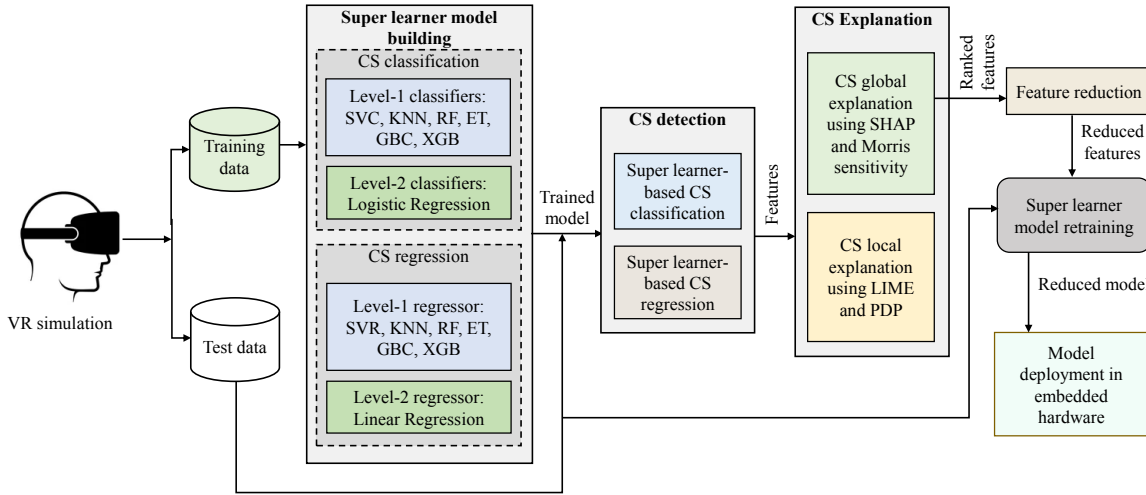 VR simulation
Training
data
Test data
Super learner model
building
CS classification
Level-1 classifiers:
SVC, KNN, RF, ET,
GBC, XGB
Level-2 classifiers:
Logistic Regression
CS regression
Level-1 regressor:
SVR, KNN, RF, ET,
GBC, XGB
Level-2 regressor:
Linear Regression
Trained
model
CS detection
Super learner-
based CS
classification
Super learner-
based CS
regression
Features
CS Explanation
CS global
explanation
using SHAP
and Morris
sensitivity
CS local
explanation
using LIME
and PDP
Ranked
features
Feature reduction
Reduced
features
Super learner
model retraining
Reduced mode
Model
deployment in
embedded
hardware